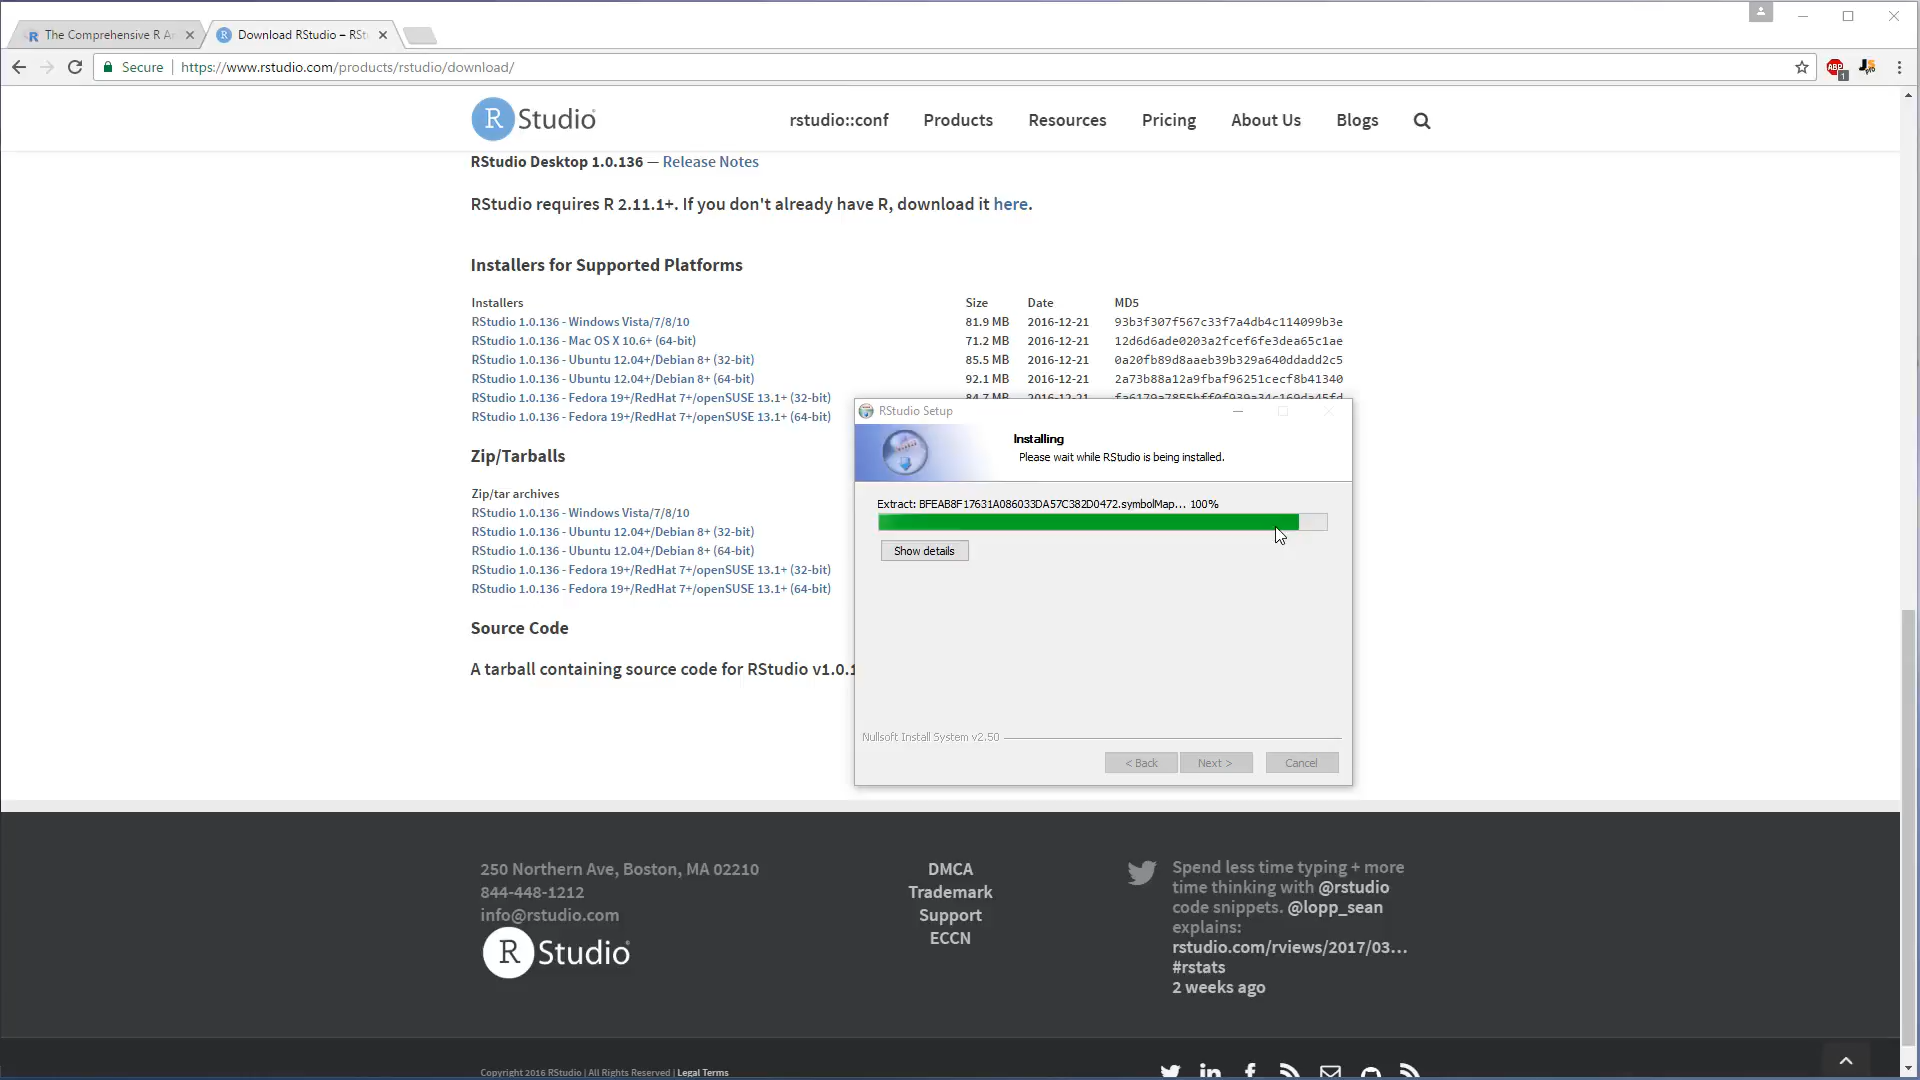 The Comprehensive R A
Download RStudio – RSt
Secure
https://www.rstudio.com/products/rstudio/download/
ABP
1
R Studio
rstudio::conf
Products
Resources
Pricing
About Us
Blogs
RStudio Desktop 1.0.136 — Release Notes
RStudio requires R 2.11.1+. If you don't already have R, download it here.
Installers for Supported Platforms
Installers Size Date MD5
RStudio 1.0.136 - Windows Vista/7/8/10 81.9 MB 2016-12-21 93b3f307f567c33f7a4db4c114099b3e
RStudio 1.0.136 - Mac OS X 10.6+ (64-bit) 71.2 MB 2016-12-21 12d6d6ade0203a2fcef6fe3dea65c1ae
RStudio 1.0.136 - Ubuntu 12.04+/Debian 8+ (32-bit) 85.5 MB 2016-12-21 0a20fb89d8aaeb39b329a640ddadd2c5
RStudio 1.0.136 - Ubuntu 12.04+/Debian 8+ (64-bit) 92.1 MB 2016-12-21 2a73b88a12a9fbaf96251cecf8b41340
RStudio 1.0.136 - Fedora 19+/RedHat 7+/openSUSE 13.1+ (32-bit) 84.7 MB 2016-12-21
RStudio 1.0.136 - Fedora 19+/RedHat 7+/openSUSE 13.1+ (64-bit)
Zip/Tarballs
Zip/tar archives
RStudio 1.0.136 - Windows Vista/7/8/10
RStudio 1.0.136 - Ubuntu 12.04+/Debian 8+ (32-bit)
RStudio 1.0.136 - Ubuntu 12.04+/Debian 8+ (64-bit)
RStudio 1.0.136 - Fedora 19+/RedHat 7+/openSUSE 13.1+ (32-bit)
RStudio 1.0.136 - Fedora 19+/RedHat 7+/openSUSE 13.1+ (64-bit)
Source Code
A tarball containing source code for RStudio v1.0.1
RStudio Setup
Installing
Please wait while RStudio is being installed.
Extract: BFEAB8F17631A086033DA57C382D0472.symbolMap... 100%
Show details
Nullsoft Install System v2.50
< Back
Next >
Cancel
250 Northern Ave, Boston, MA 02210
844-448-1212
info@rstudio.com
R Studio
DMCA
Trademark
Support
ECCN
Spend less time typing + more
time thinking with @rstudio
code snippets. @lopp_sean
explains:
rstudio.com/rviews/2017/03...
#rstats
2 weeks ago
Copyright 2016 RStudio | All Rights Reserved | Legal Terms